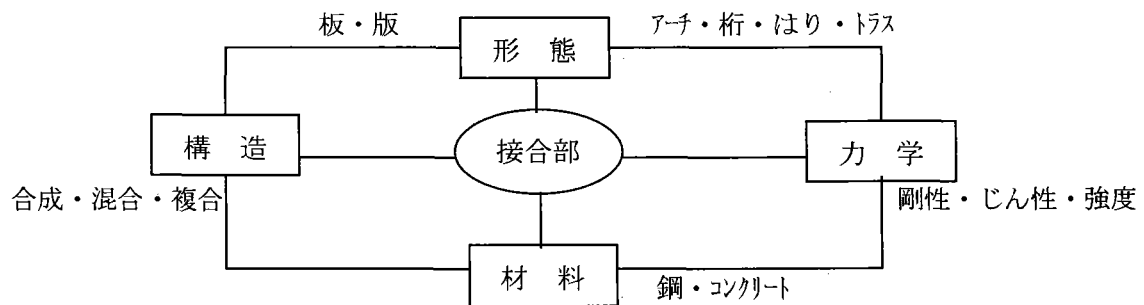 板・版
アーチ・桁・はり・トラス
形 態
構 造
接合部
力 学
合成・混合・複合
剛性・じん性・強度
材 料
鋼・コンクリート